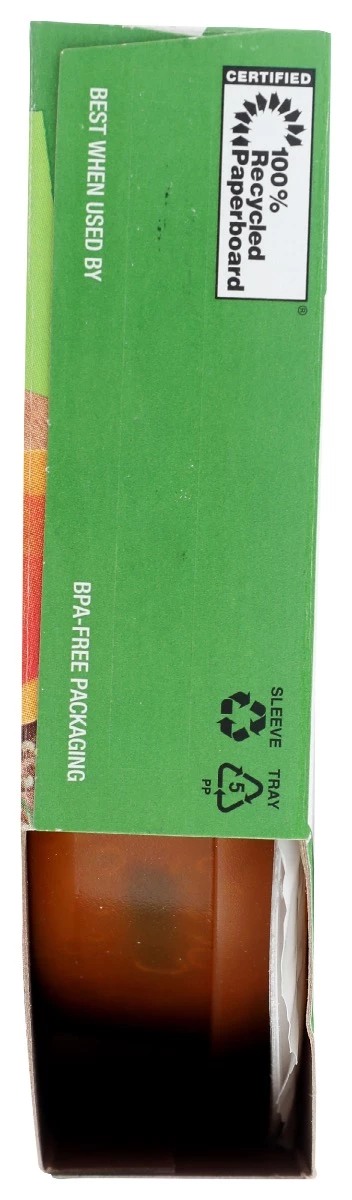 CERTIFIED
100%
Recycled
Paperboard
®
BEST WHEN USED BY
BPA-FREE PACKAGING
SLEEVE
TRAY
5
PP